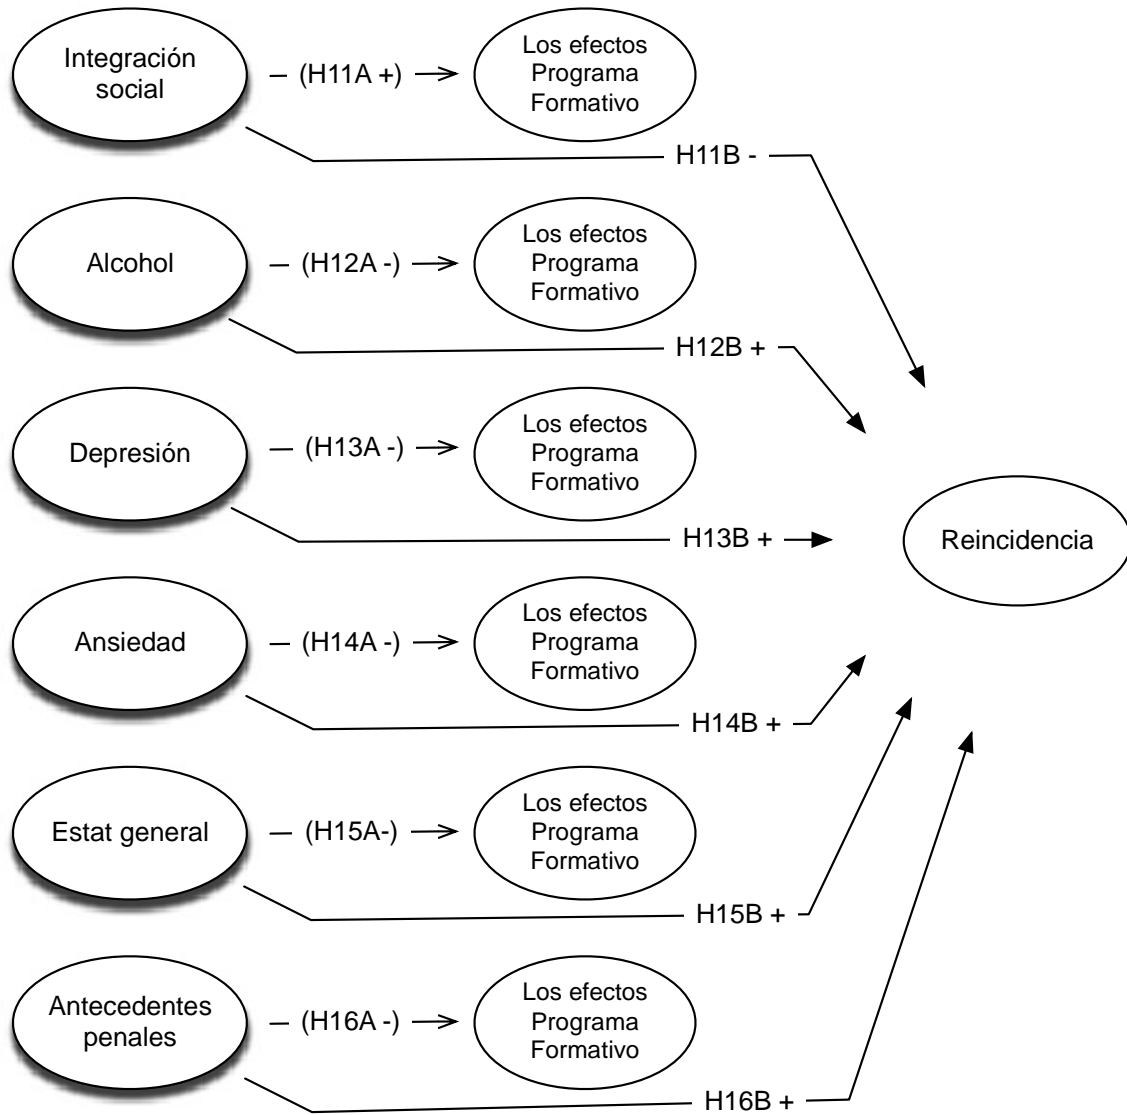 Integración
social
(H11A +)
Los efectos
Programa
Formativo
H11B -
Alcohol
(H12A -)
Los efectos
Programa
Formativo
H12B +
Depresión
(H13A -)
Los efectos
Programa
Formativo
H13B +
Reincidencia
Ansiedad
(H14A -)
Los efectos
Programa
Formativo
H14B +
Estat general
(H15A-)
Los efectos
Programa
Formativo
H15B +
Antecedentes
penales
(H16A -)
Los efectos
Programa
Formativo
H16B +